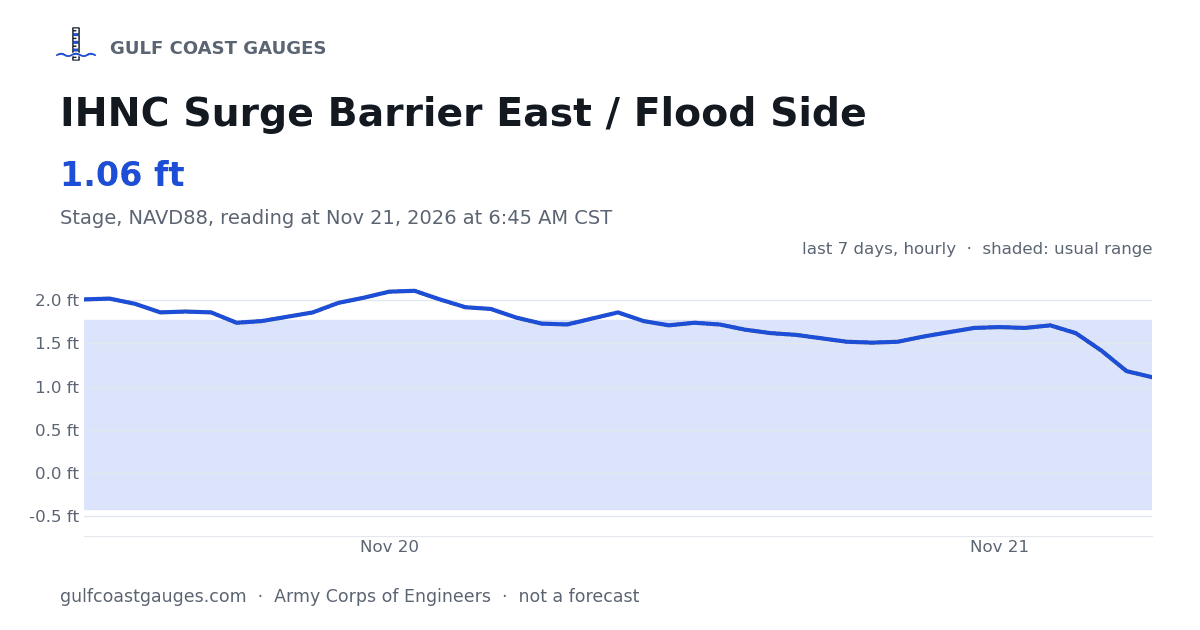 GULF COAST GAUGES
IHNC Surge Barrier East / Flood Side
1.06 ft
Stage, NAVD88, reading at Nov 21, 2026 at 6:45 AM CST
last 7 days, hourly · shaded: usual range
2.0 ft
1.5 ft
1.0 ft
0.5 ft
0.0 ft
-0.5 ft
Nov 20 Nov 21
gulfcoastgauges.com · Army Corps of Engineers · not a forecast